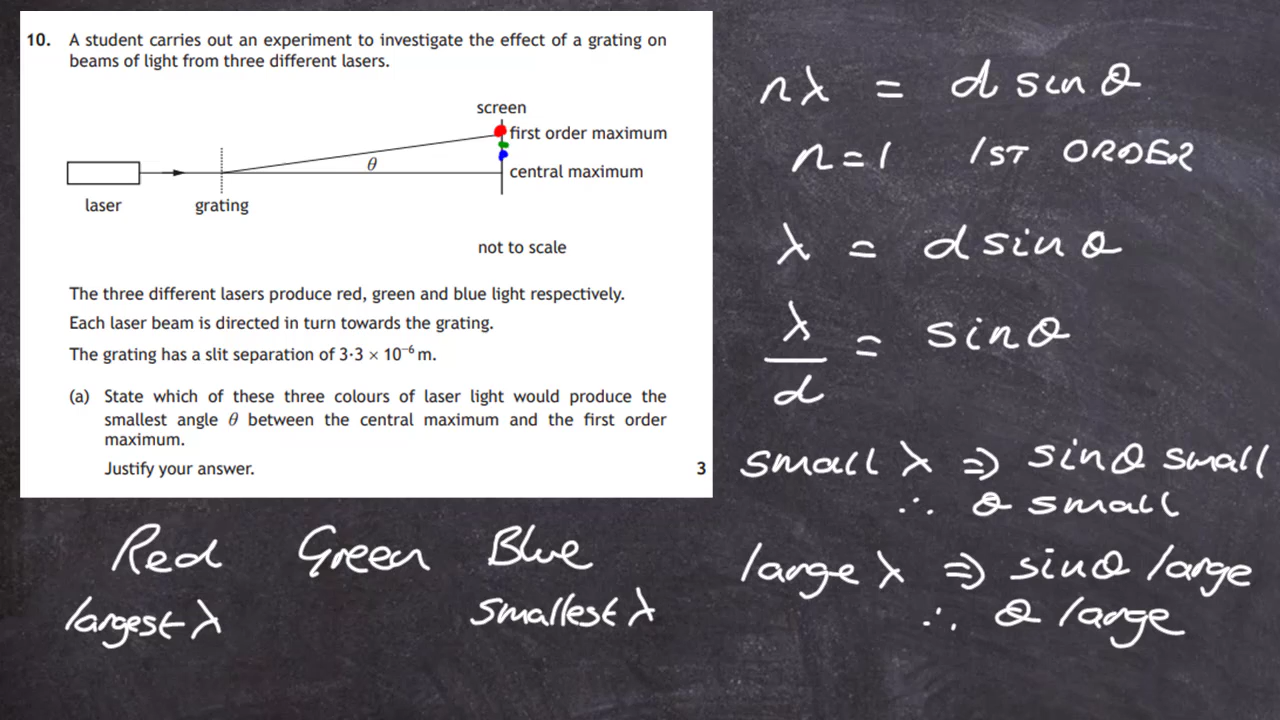 10. A student carries out an experiment to investigate the effect of a grating on
beams of light from three different lasers.
screen
first order maximum
θ
central maximum
laser
grating
not to scale
The three different lasers produce red, green and blue light respectively.
Each laser beam is directed in turn towards the grating.
The grating has a slit separation of 3·3 × 10⁻⁶ m.
(a) State which of these three colours of laser light would produce the
smallest angle θ between the central maximum and the first order
maximum.
Justify your answer. 3
Red Green Blue
largest λ smallest λ
nλ = d sin θ
n=1 1ST ORDER
λ = d sin θ
λ/d = sin θ
small λ ⇒ sin θ small
∴ θ small
large λ ⇒ sin θ large
∴ θ large